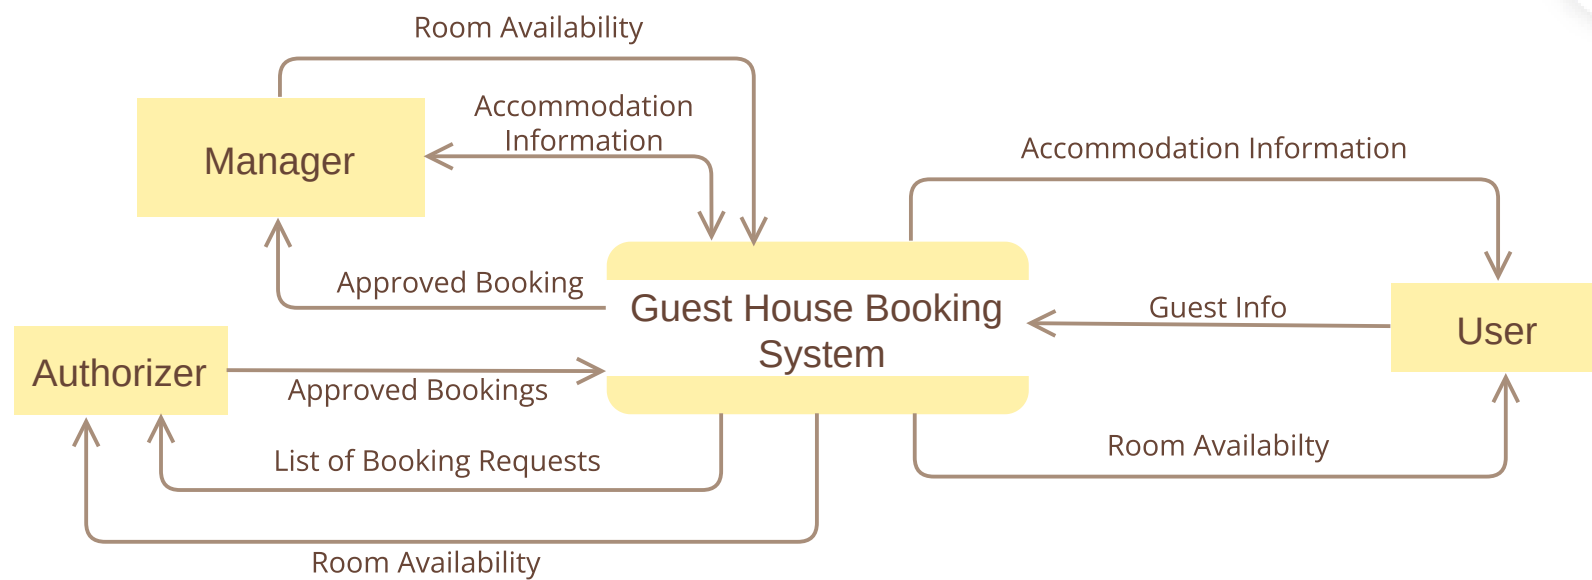 Room Availability
Accommodation
Information
Manager
Accommodation Information
Approved Booking
Guest House Booking
System
Guest Info
User
Authorizer
Approved Bookings
List of Booking Requests
Room Availabilty
Room Availability